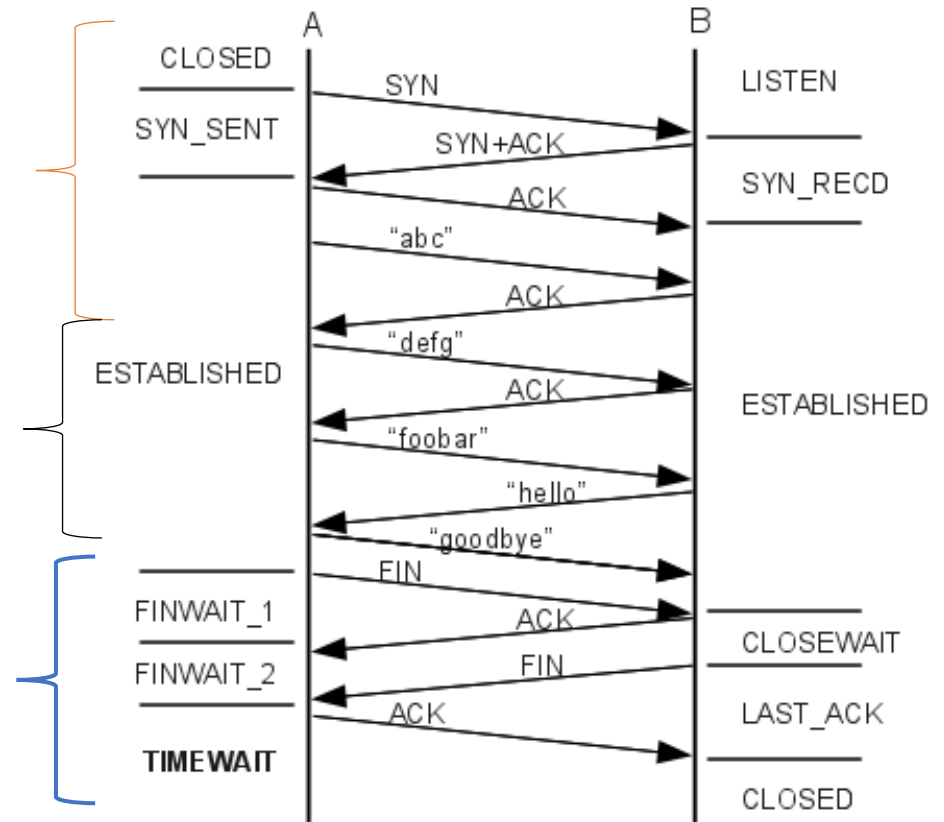 A
B
CLOSED
LISTEN
SYN
SYN_SENT
SYN+ACK
SYN_RECD
ACK
“abc”
ACK
“defg”
ESTABLISHED
ACK
ESTABLISHED
“foobar”
“hello”
“goodbye”
FIN
FINWAIT_1
ACK
CLOSEWAIT
FINWAIT_2
FIN
ACK
LAST_ACK
TIMEWAIT
CLOSED